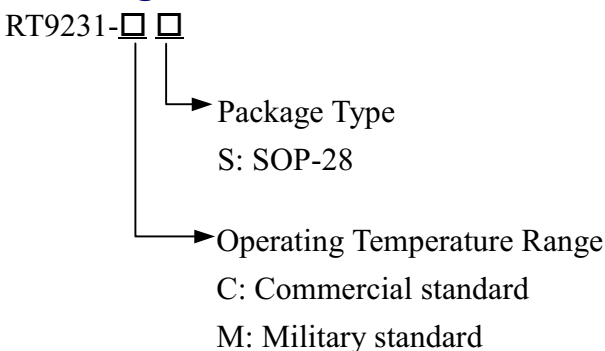 RT9231-□ □
Package Type
S: SOP-28
Operating Temperature Range
C: Commercial standard
M: Military standard